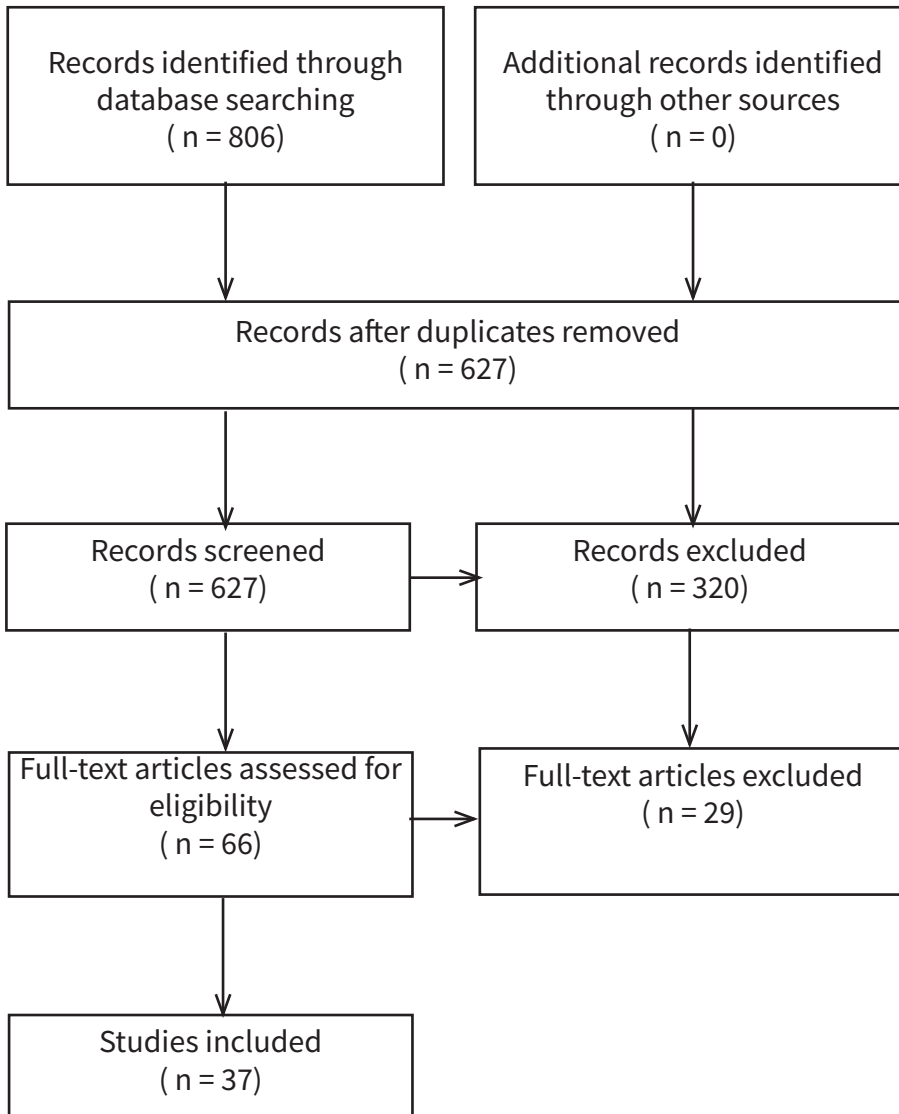 Records identified through
database searching
( n = 806)
Additional records identified
through other sources
( n = 0)
Records after duplicates removed
( n = 627)
Records screened
( n = 627)
Records excluded
( n = 320)
Full-text articles assessed for
eligibility
( n = 66)
Full-text articles excluded
( n = 29)
Studies included
( n = 37)